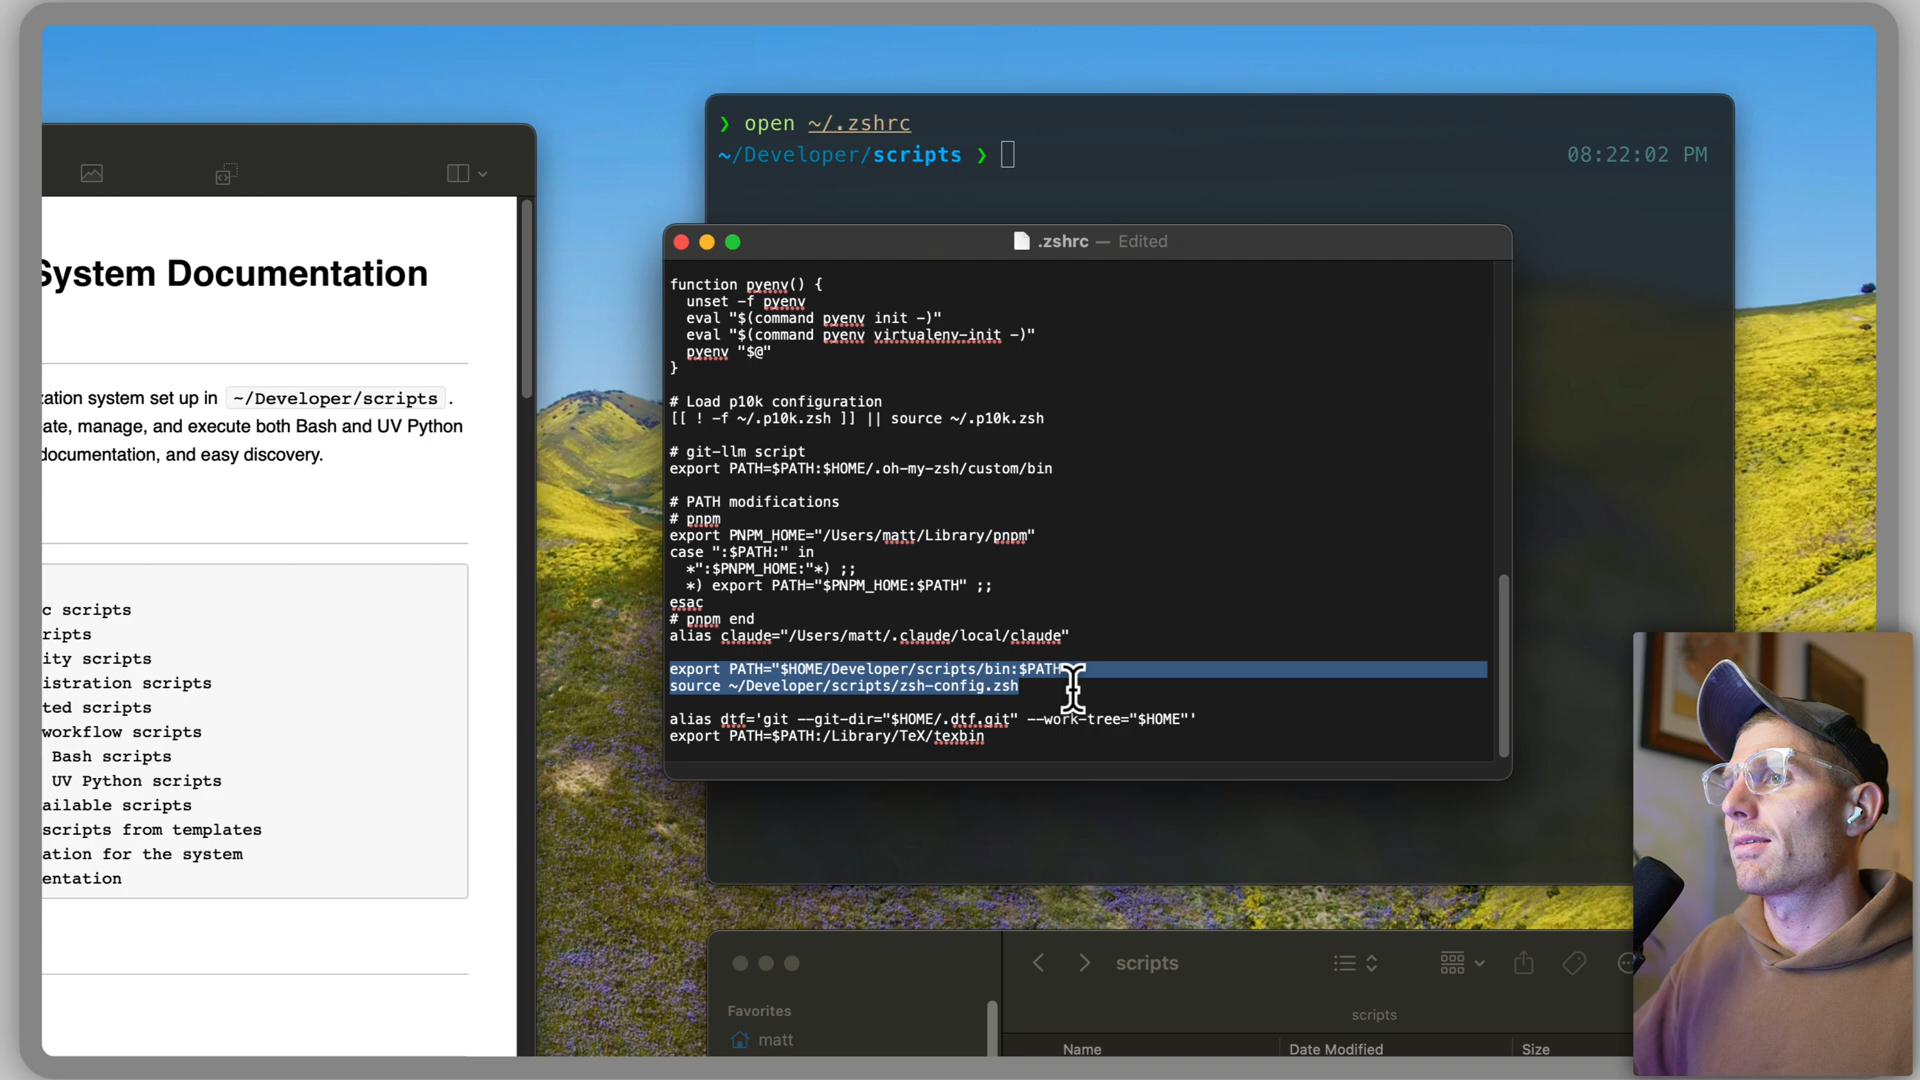 System Documentation
zation system set up in ~/Developer/scripts .
ate, manage, and execute both Bash and UV Python
documentation, and easy discovery.
c scripts
ripts
ity scripts
istration scripts
ted scripts
workflow scripts
Bash scripts
UV Python scripts
ailable scripts
scripts from templates
ation for the system
entation
❯ open ~/.zshrc
~/Developer/scripts ❯
08:22:02 PM
.zshrc — Edited
function pyenv() {
unset -f pyenv
eval "$(command pyenv init -)"
eval "$(command pyenv virtualenv-init -)"
pyenv "$@"
}
# Load p10k configuration
[[ ! -f ~/.p10k.zsh ]] || source ~/.p10k.zsh
# git-llm script
export PATH=$PATH:$HOME/.oh-my-zsh/custom/bin
# PATH modifications
# pnpm
export PNPM_HOME="/Users/matt/Library/pnpm"
case ":$PATH:" in
*":$PNPM_HOME:"*) ;;
*) export PATH="$PNPM_HOME:$PATH" ;;
esac
# pnpm end
alias claude="/Users/matt/.claude/local/claude"
export PATH="$HOME/Developer/scripts/bin:$PATH
source ~/Developer/scripts/zsh-config.zsh
alias dtf='git --git-dir="$HOME/.dtf.git" --work-tree="$HOME"'
export PATH=$PATH:/Library/TeX/texbin
scripts
Favorites
matt
scripts
Name
Date Modified
Size